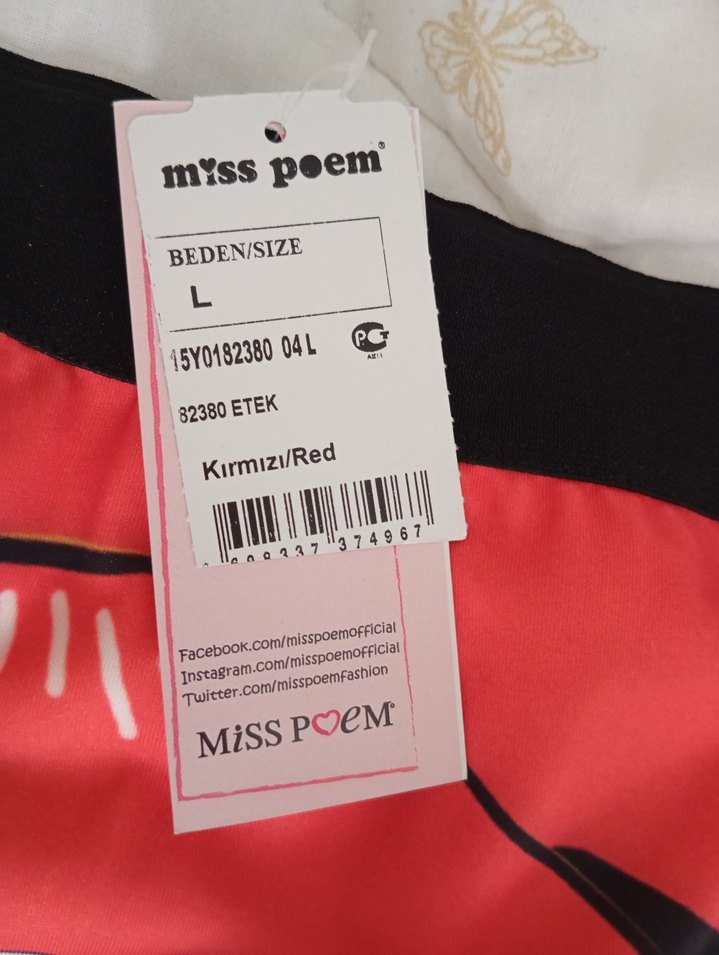 miss poem
BEDEN/SIZE
L
15Y0182380 04 L
82380 ETEK
Kırmızı/Red
337 374967
Facebook.com/misspoemofficial
Instagram.com/misspoemofficial
Twitter.com/misspoemfashion
MiSS POeM